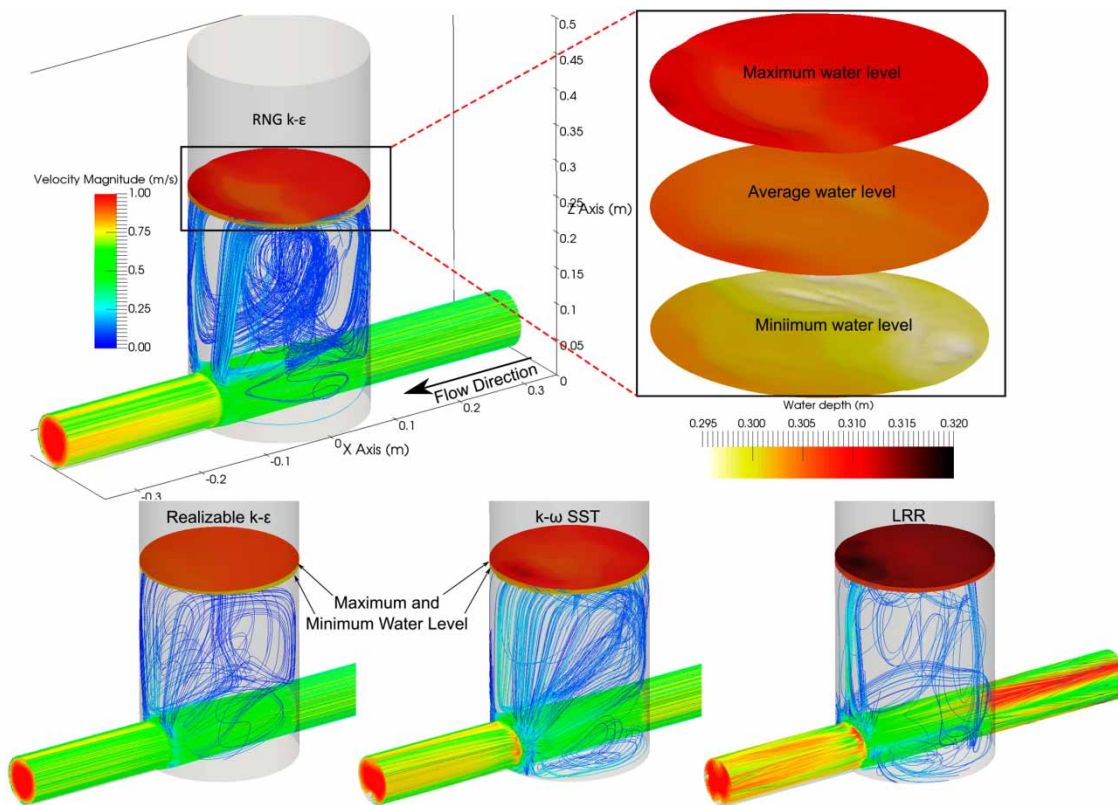 RNG k-ε
Velocity Magnitude (m/s)
1.00
0.75
0.5
0.25
0.00
0.5
0.45
0.4
0.35
0.3
0.25
0.2
0.15
0.1
0.05
0
Z Axis (m)
Flow Direction
0.3
0.2
0.1
0
X Axis (m)
-0.1
-0.2
-0.3
Maximum water level
Average water level
Miniimum water level
Water depth (m)
0.295 0.300 0.305 0.310 0.315 0.320
Realizable k-ε
k-ω SST
LRR
Maximum and
Minimum Water Level